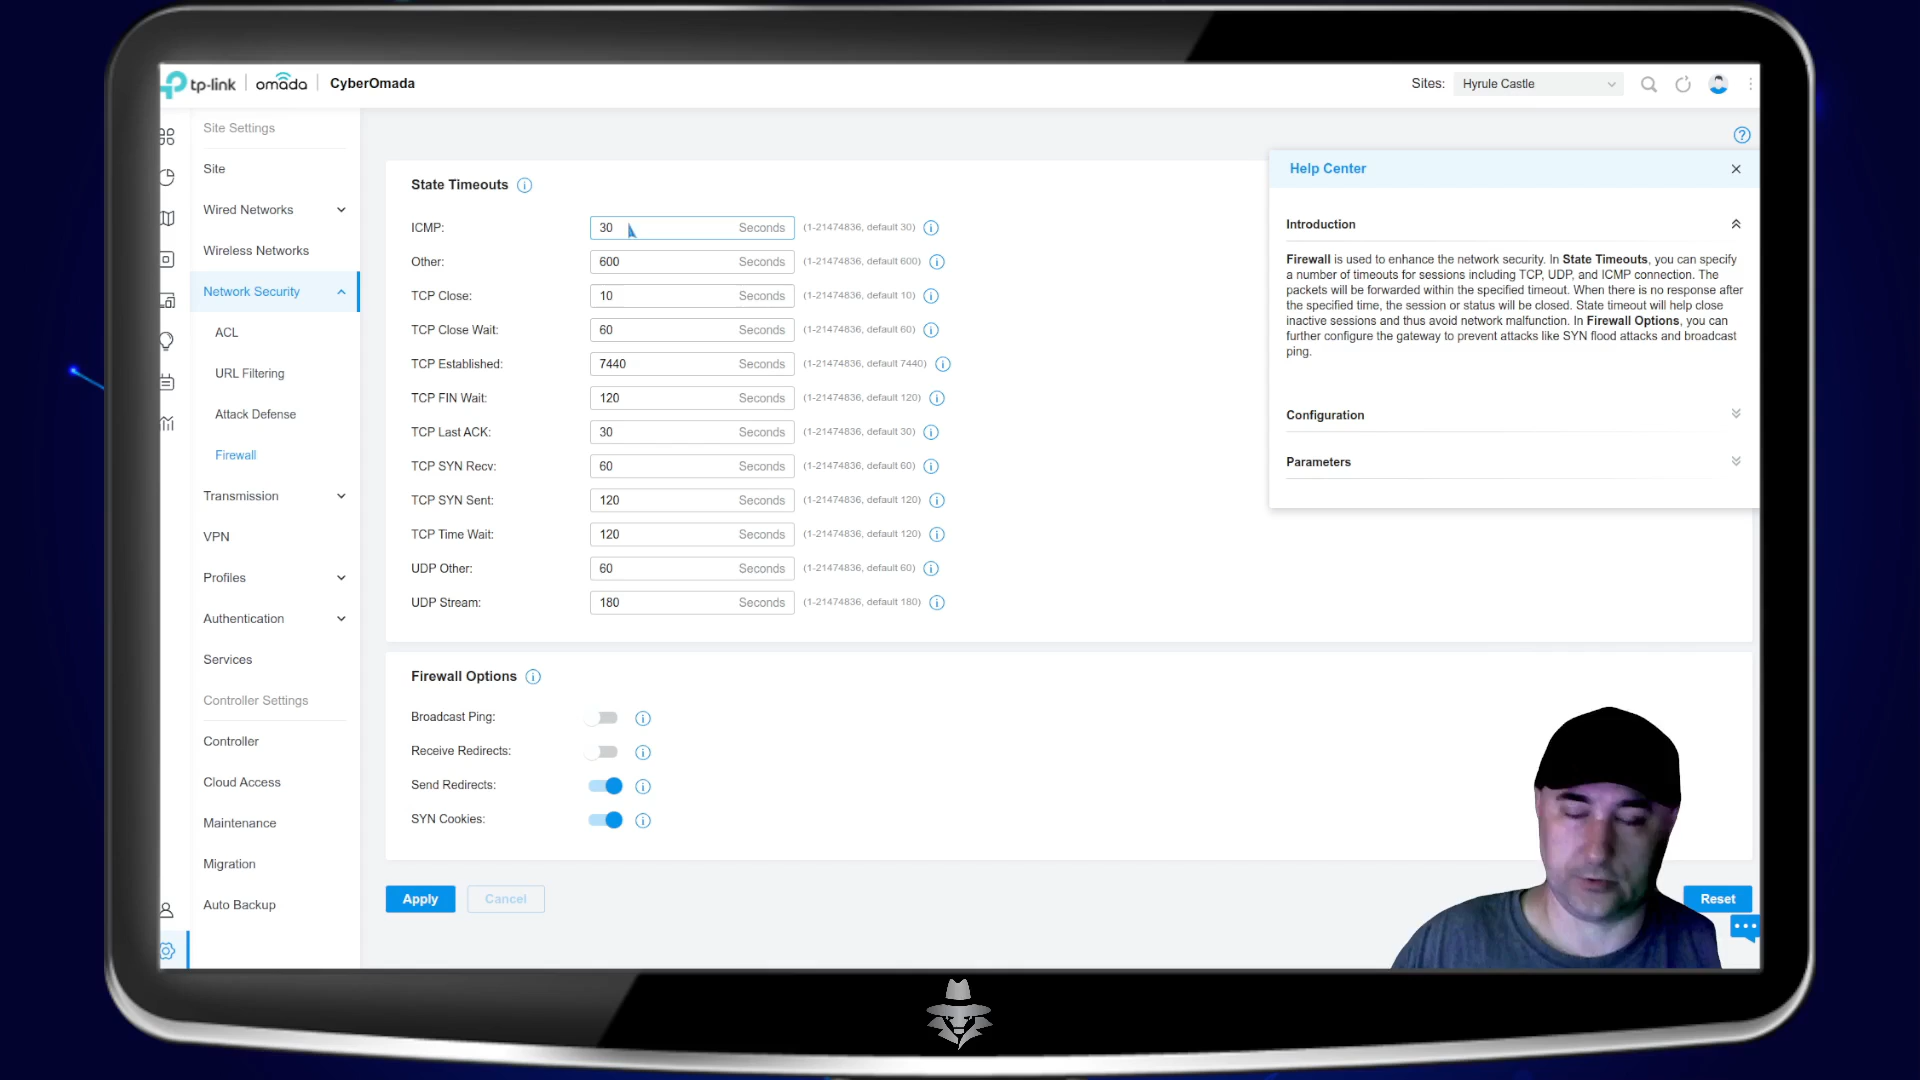 tp-link | omada | CyberOmada
Sites: Hyrule Castle
Site Settings
Site
Wired Networks
Wireless Networks
Network Security
ACL
URL Filtering
Attack Defense
Firewall
Transmission
VPN
Profiles
Authentication
Services
Controller Settings
Controller
Cloud Access
Maintenance
Migration
Auto Backup
State Timeouts
ICMP: 30 Seconds (1-21474836, default 30)
Other: 600 Seconds (1-21474836, default 600)
TCP Close: 10 Seconds (1-21474836, default 10)
TCP Close Wait: 60 Seconds (1-21474836, default 60)
TCP Established: 7440 Seconds (1-21474836, default 7440)
TCP FIN Wait: 120 Seconds (1-21474836, default 120)
TCP Last ACK: 30 Seconds (1-21474836, default 30)
TCP SYN Recv: 60 Seconds (1-21474836, default 60)
TCP SYN Sent: 120 Seconds (1-21474836, default 120)
TCP Time Wait: 120 Seconds (1-21474836, default 120)
UDP Other: 60 Seconds (1-21474836, default 60)
UDP Stream: 180 Seconds (1-21474836, default 180)
Firewall Options
Broadcast Ping:
Receive Redirects:
Send Redirects:
SYN Cookies:
Apply Cancel
Reset
Help Center
Introduction
Firewall is used to enhance the network security. In State Timeouts, you can specify
a number of timeouts for sessions including TCP, UDP, and ICMP connection. The
packets will be forwarded within the specified timeout. When there is no response after
the specified time, the session or status will be closed. State timeout will help close
inactive sessions and thus avoid network malfunction. In Firewall Options, you can
further configure the gateway to prevent attacks like SYN flood attacks and broadcast
ping.
Configuration
Parameters